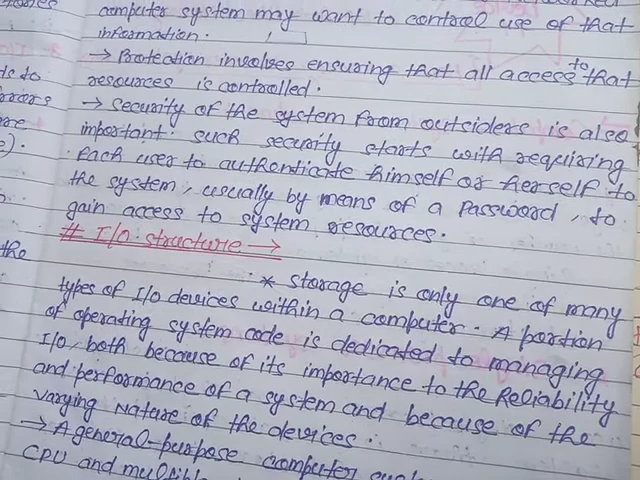 computer system may want to control use of that
information.
→ Protection involves ensuring that all access to that
resources is controlled.
→ Security of the system from outsiders is also
important. such security starts with requiring
Each user to authenticate himself or herself to
the system, usually by means of a password, to
gain access to system resources.
# I/O structure →
* Storage is only one of many
types of I/O devices within a computer. A portion
of operating system code is dedicated to managing
I/O, both because of its importance to the Reliability
and performance of a system and because of the
varying Nature of the devices.
→ A general-purpose computer
CPU and multiple